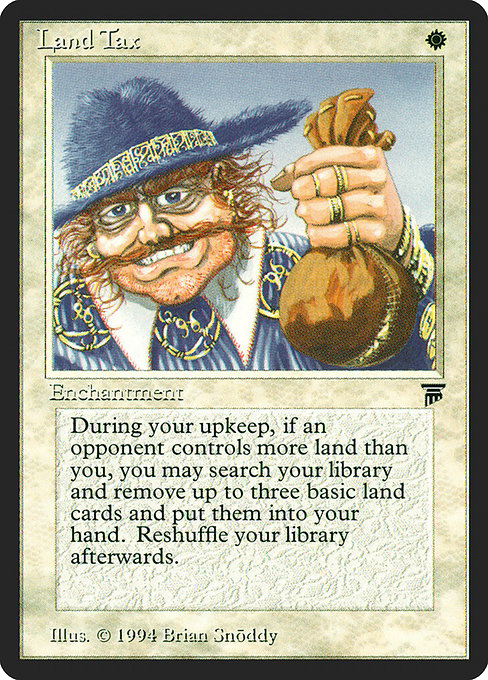 Land Tax
Enchantment
During your upkeep, if an
opponent controls more land than
you, you may search your library
and remove up to three basic land
cards and put them into your
hand. Reshuffle your library
afterwards.
Illus. © 1994 Brian Snōddy